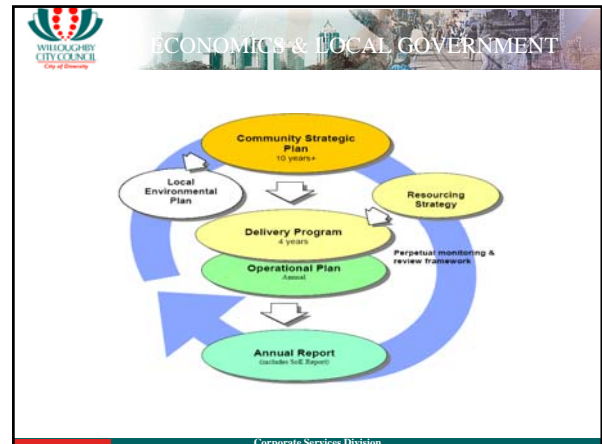 WILLOUGHBY
CITY COUNCIL
City of Diversity
ECONOMICS & LOCAL GOVERNMENT
Community Strategic
Plan
10 years+
Local
Environmental
Plan
Resourcing
Strategy
Delivery Program
4 years
Perpetual monitoring &
review framework
Operational Plan
Annual
Annual Report
(includes SoE Report)
Corporate Services Division